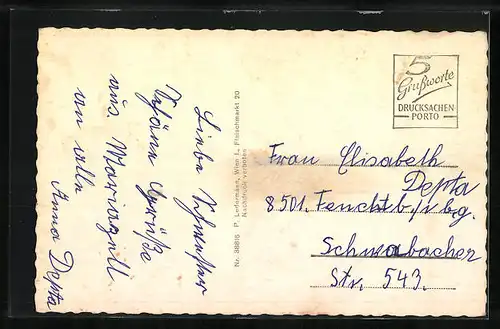 Liebe Schwester
Schöne Grüße
aus Mariazell
an alle
Anna Depta
Nr. 88815 P. Ledermann, Wien I., Fleischmarkt 20
Nachdruck verboten
5
Grußworte
DRUCKSACHEN
PORTO
Frau Elisabeth
Depta
8501. Feucht b./Nbg.
Schwabacher
Str. 543.